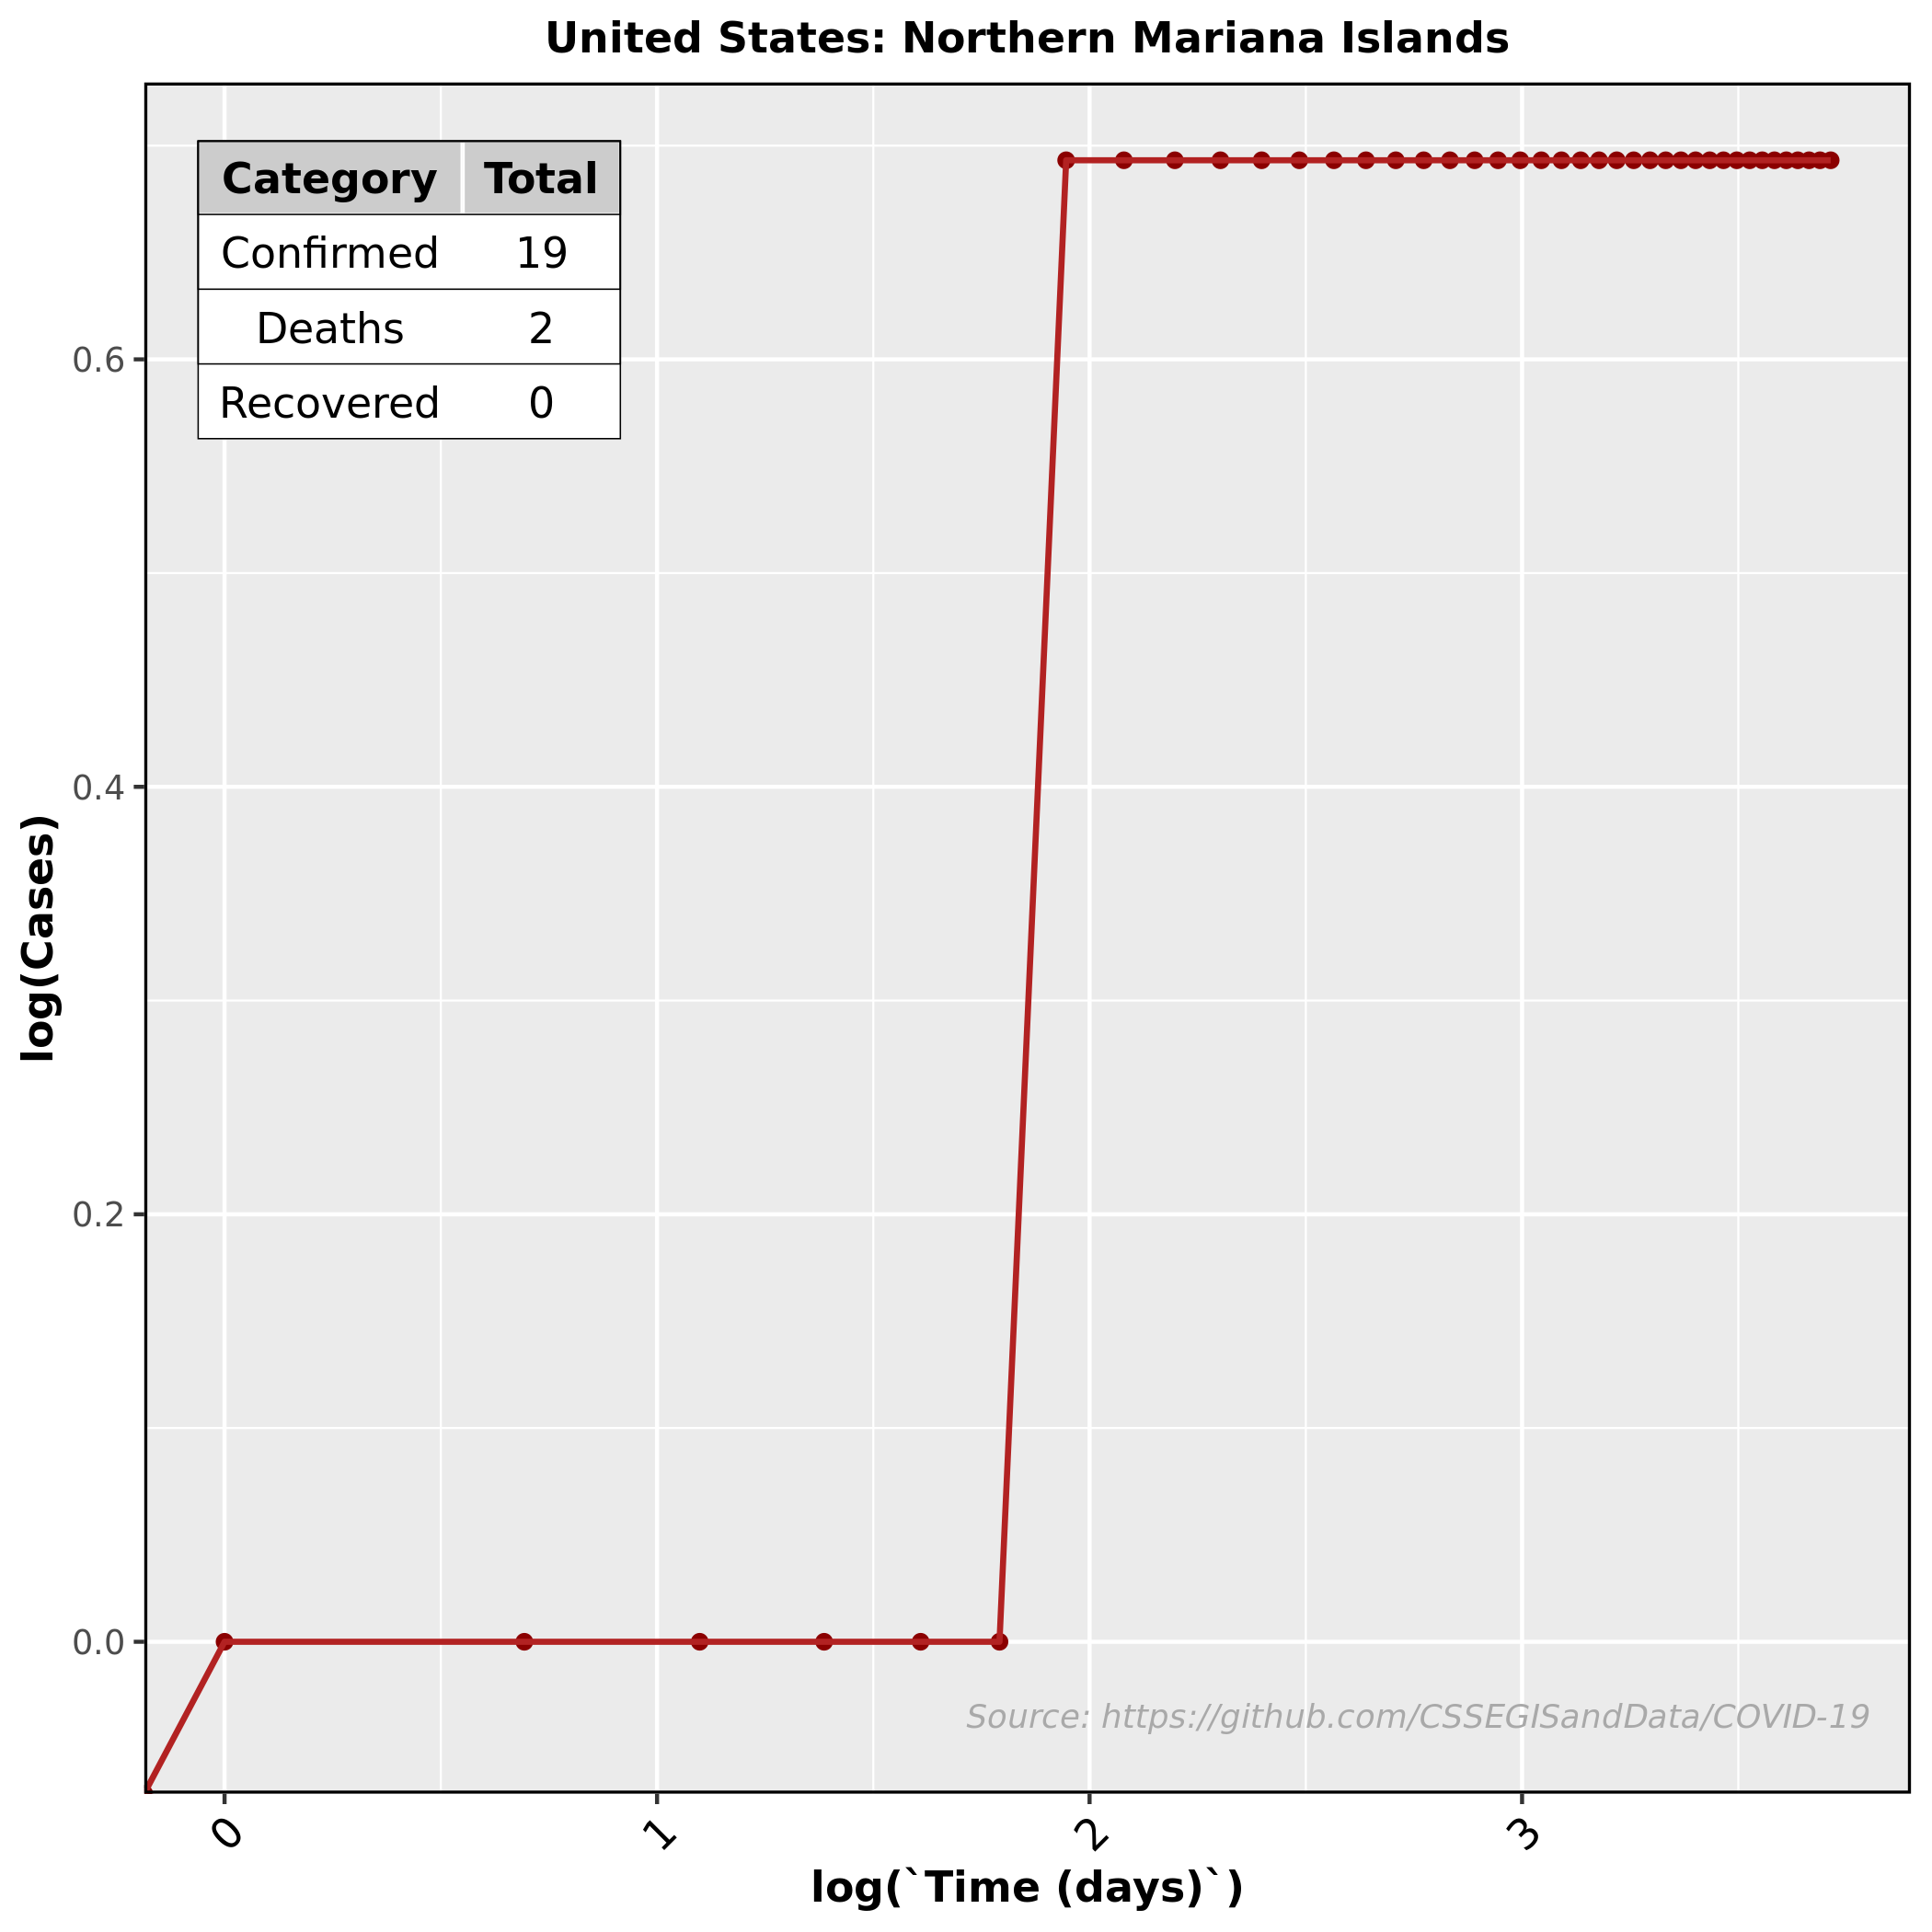 United States: Northern Mariana Islands
Category Total
Confirmed 19
Deaths 2
Recovered 0
0.6
0.4
0.2
0.0
log(Cases)
Source: https://github.com/CSSEGISandData/COVID-19
0 1 2 3
log(`Time (days)`)